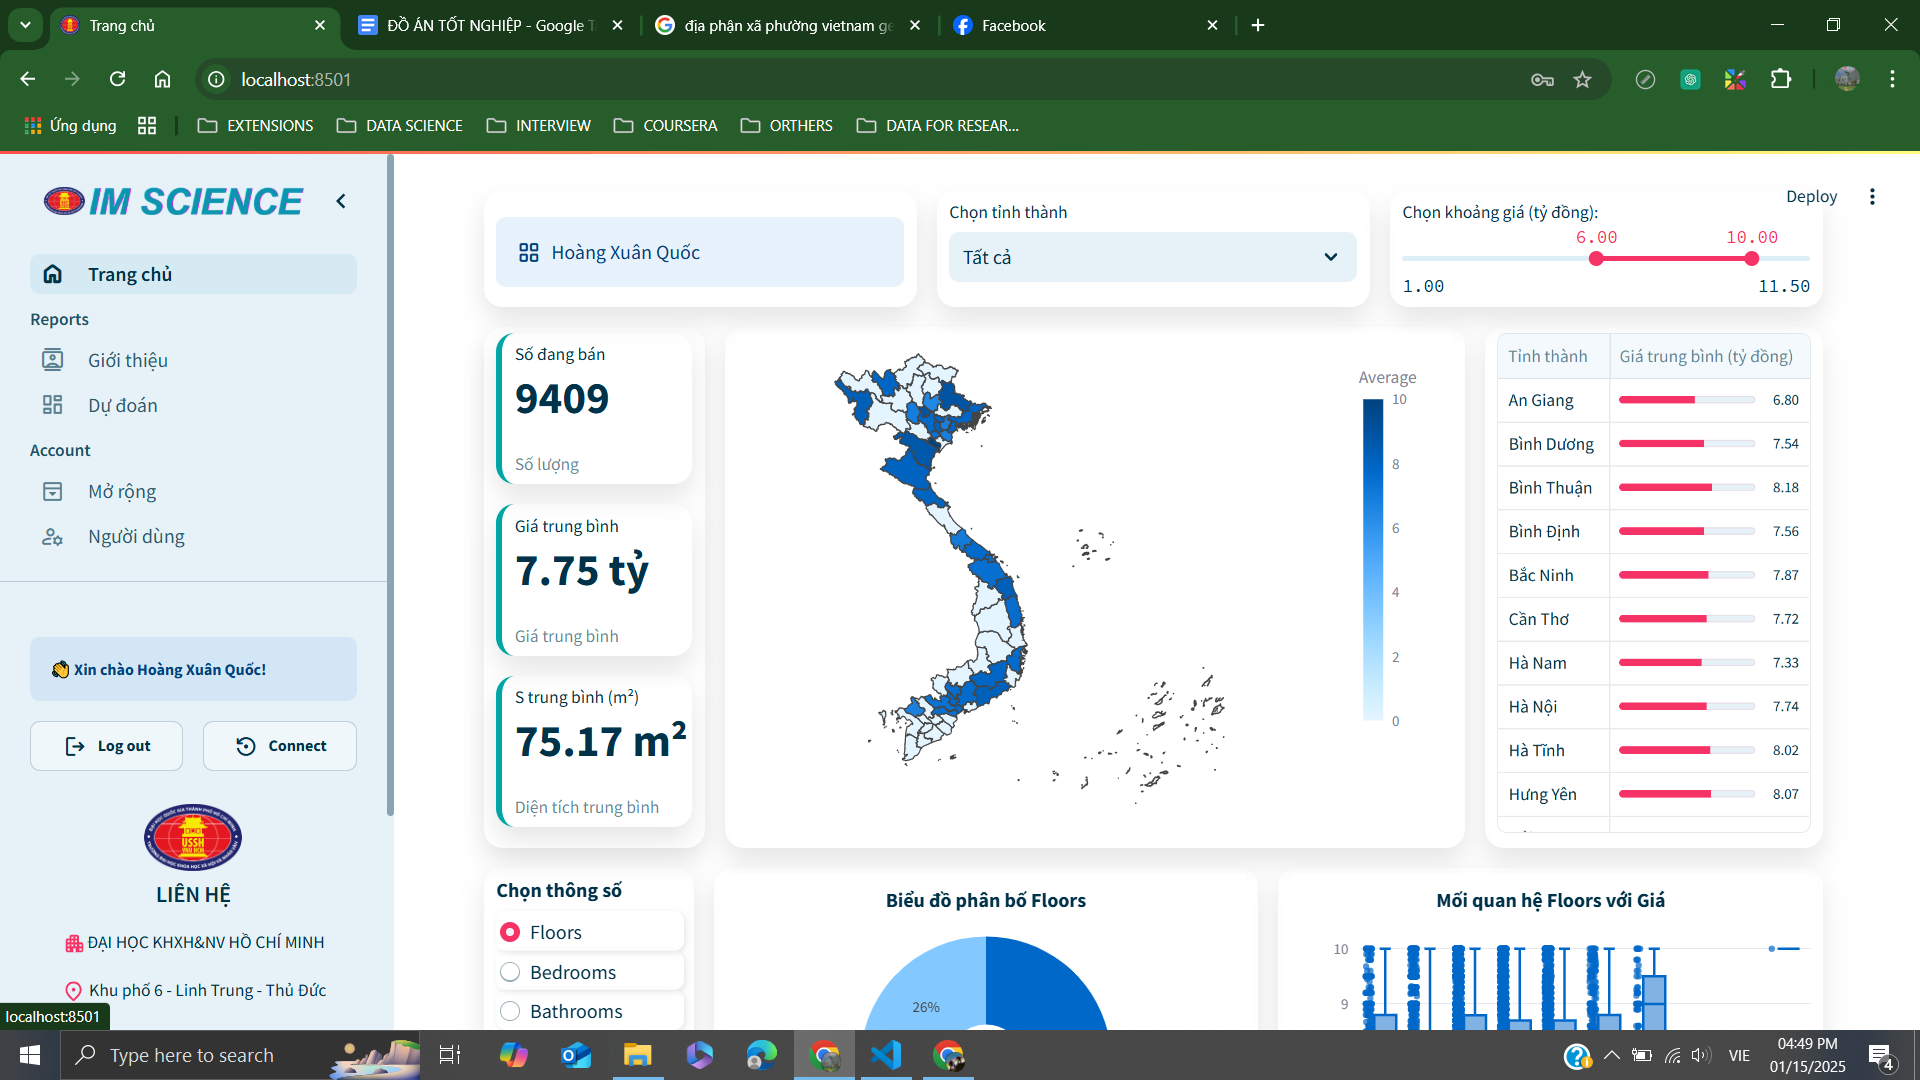 Trang chủ
ĐỒ ÁN TỐT NGHIỆP - Google T
địa phận xã phường vietnam ge
Facebook
localhost:8501
Ứng dụng
EXTENSIONS
DATA SCIENCE
INTERVIEW
COURSERA
ORTHERS
DATA FOR RESEAR...
IM SCIENCE
Trang chủ
Reports
Giới thiệu
Dự đoán
Account
Mở rộng
Người dùng
Xin chào Hoàng Xuân Quốc!
Log out
Connect
USSH
VNU HCM
LIÊN HỆ
ĐẠI HỌC KHXH&NV HỒ CHÍ MINH
Khu phố 6 - Linh Trung - Thủ Đức
localhost:8501
Deploy
Hoàng Xuân Quốc
Chọn tỉnh thành
Tất cả
Chọn khoảng giá (tỷ đồng):
6.00
10.00
1.00
11.50
Số đang bán
9409
Số lượng
Giá trung bình
7.75 tỷ
Giá trung bình
S trung bình (m²)
75.17 m²
Diện tích trung bình
Average
10
8
6
4
2
0
Tỉnh thành Giá trung bình (tỷ đồng)
An Giang 6.80
Bình Dương 7.54
Bình Thuận 8.18
Bình Định 7.56
Bắc Ninh 7.87
Cần Thơ 7.72
Hà Nam 7.33
Hà Nội 7.74
Hà Tĩnh 8.02
Hưng Yên 8.07
Chọn thông số
Floors
Bedrooms
Bathrooms
Biểu đồ phân bố Floors
26%
Mối quan hệ Floors với Giá
10
9
Type here to search
VIE
04:49 PM
01/15/2025
4